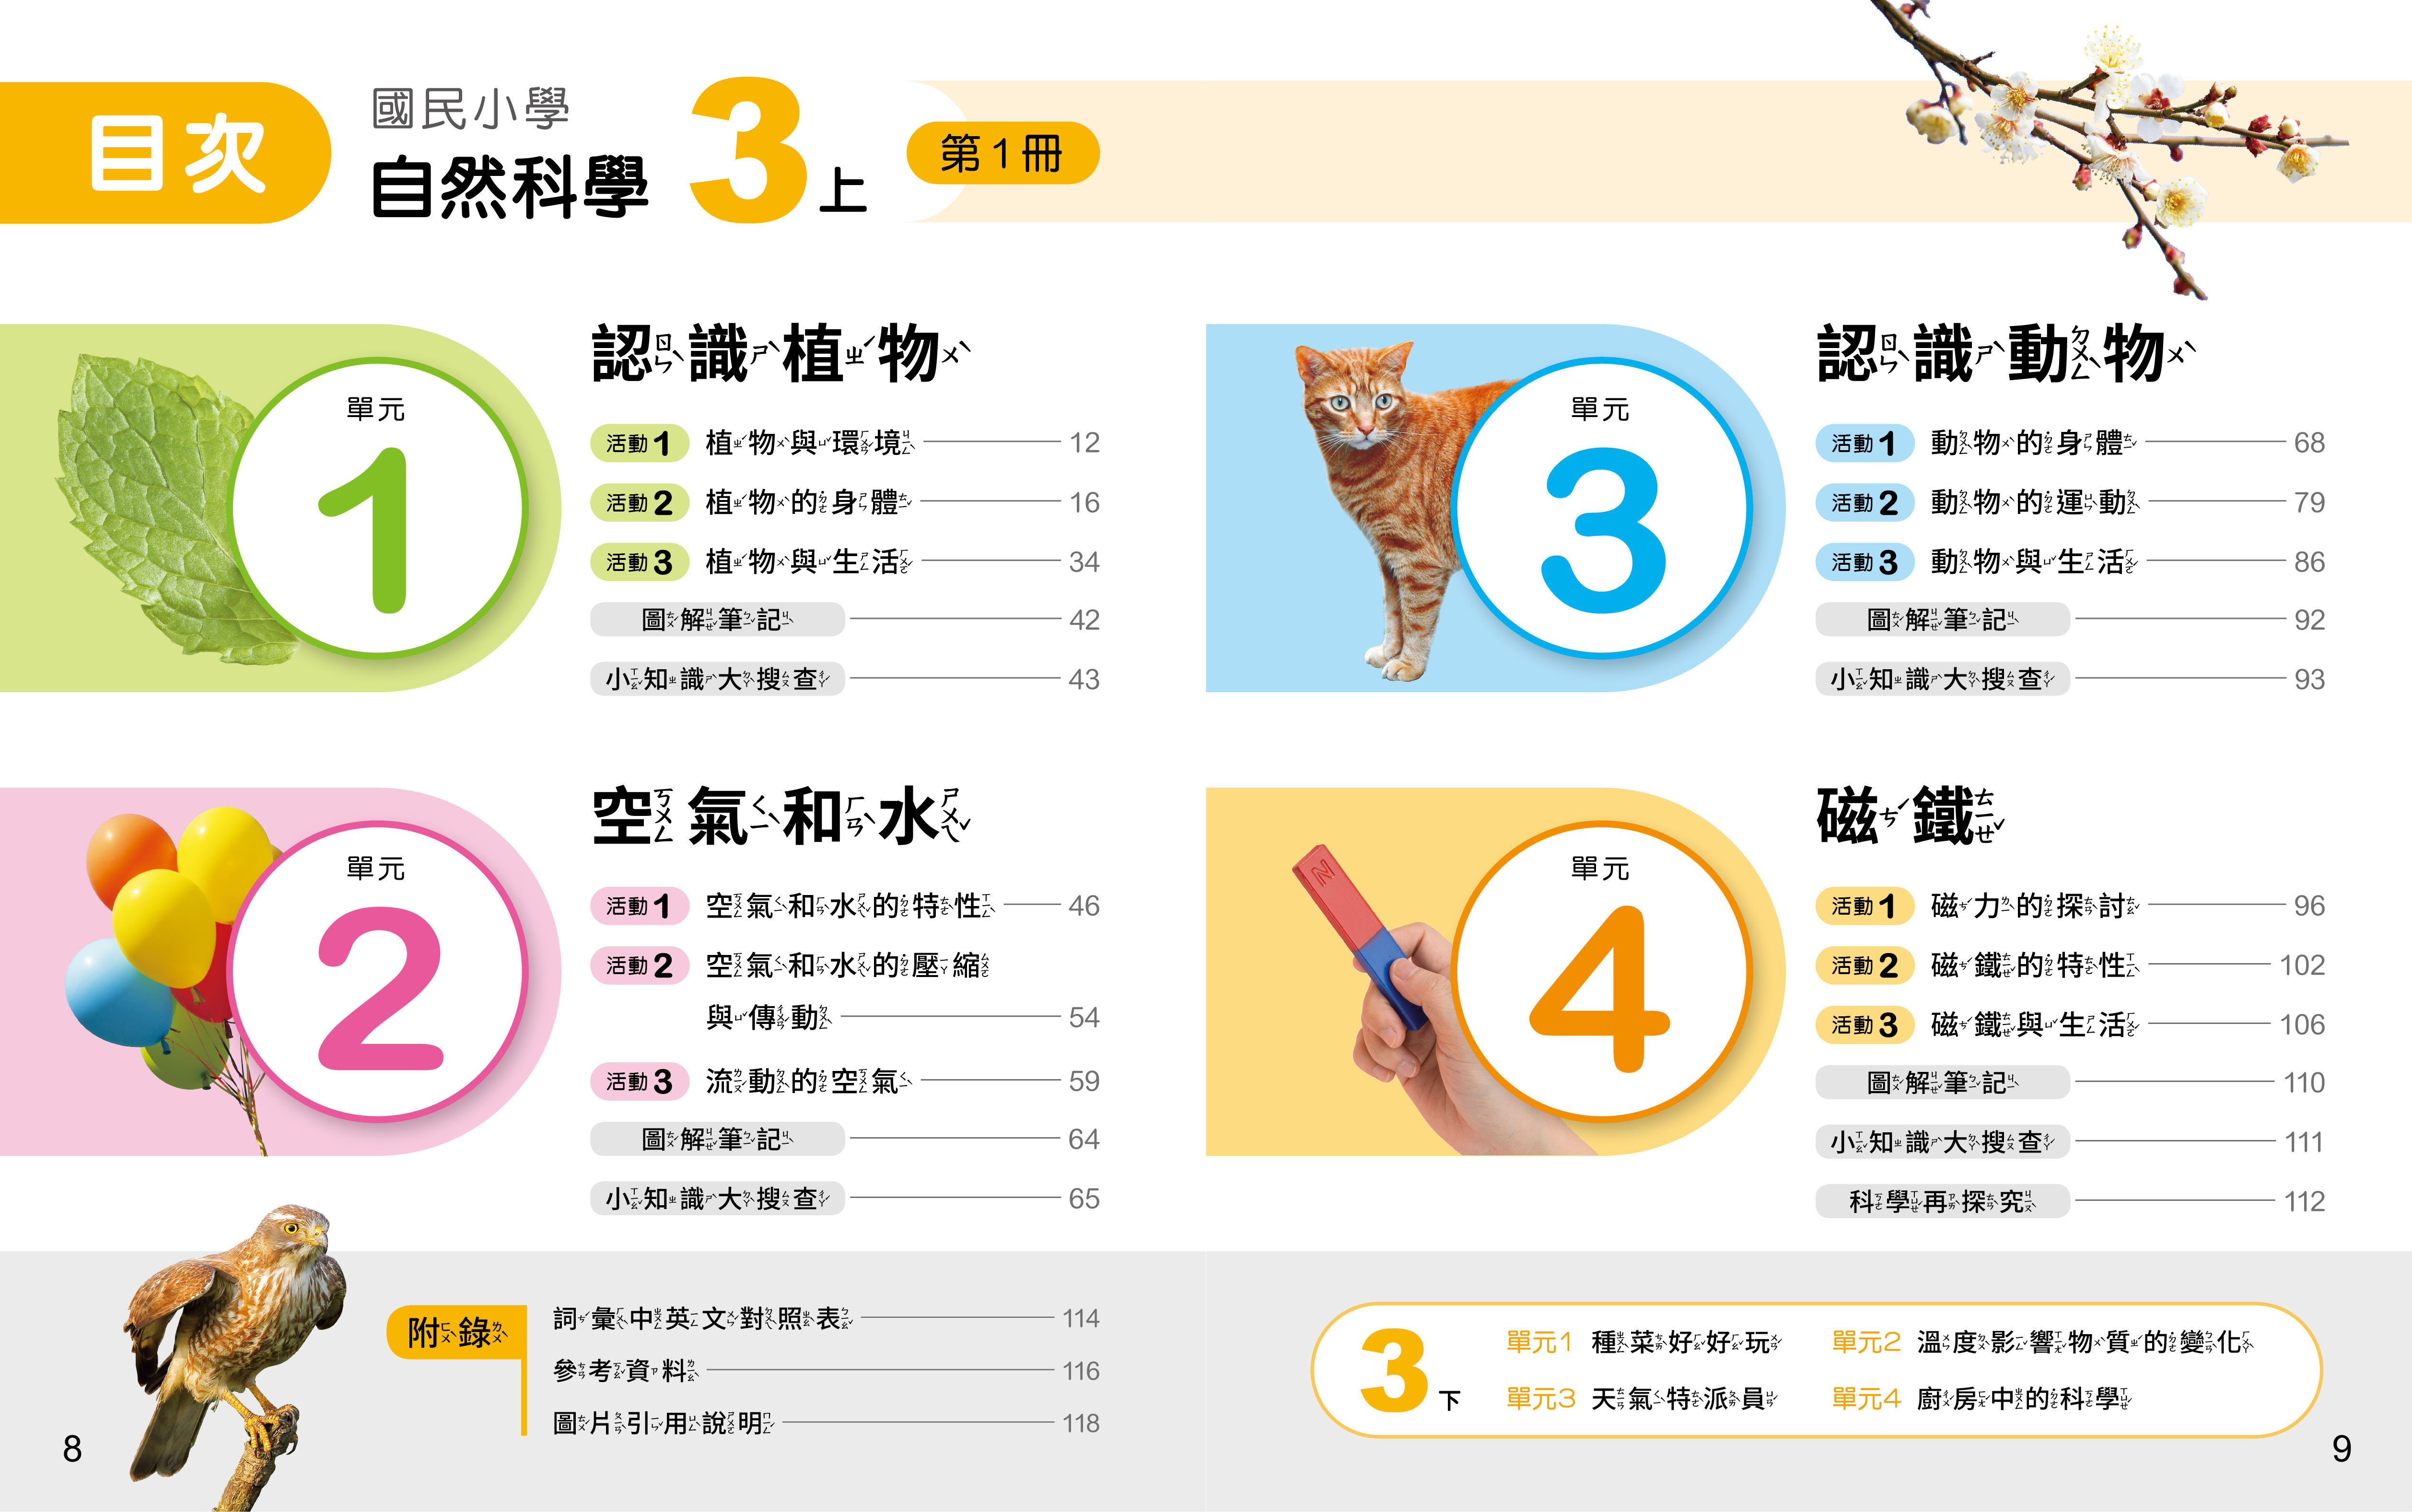 目次
國民小學
自然科學
3上
第1冊
單元
1
認識植物
活動1 植物與環境 12
活動2 植物的身體 16
活動3 植物與生活 34
圖解筆記 42
小知識大搜查 43
單元
2
空氣和水
活動1 空氣和水的特性 46
活動2 空氣和水的壓縮
與傳動 54
活動3 流動的空氣 59
圖解筆記 64
小知識大搜查 65
單元
3
認識動物
活動1 動物的身體 68
活動2 動物的運動 79
活動3 動物與生活 86
圖解筆記 92
小知識大搜查 93
N
單元
4
磁鐵
活動1 磁力的探討 96
活動2 磁鐵的特性 102
活動3 磁鐵與生活 106
圖解筆記 110
小知識大搜查 111
科學再探究 112
附錄
詞彙中英文對照表 114
參考資料 116
圖片引用說明 118
3下
單元1 種菜好好玩 單元2 溫度影響物質的變化
單元3 天氣特派員 單元4 廚房中的科學
8
9